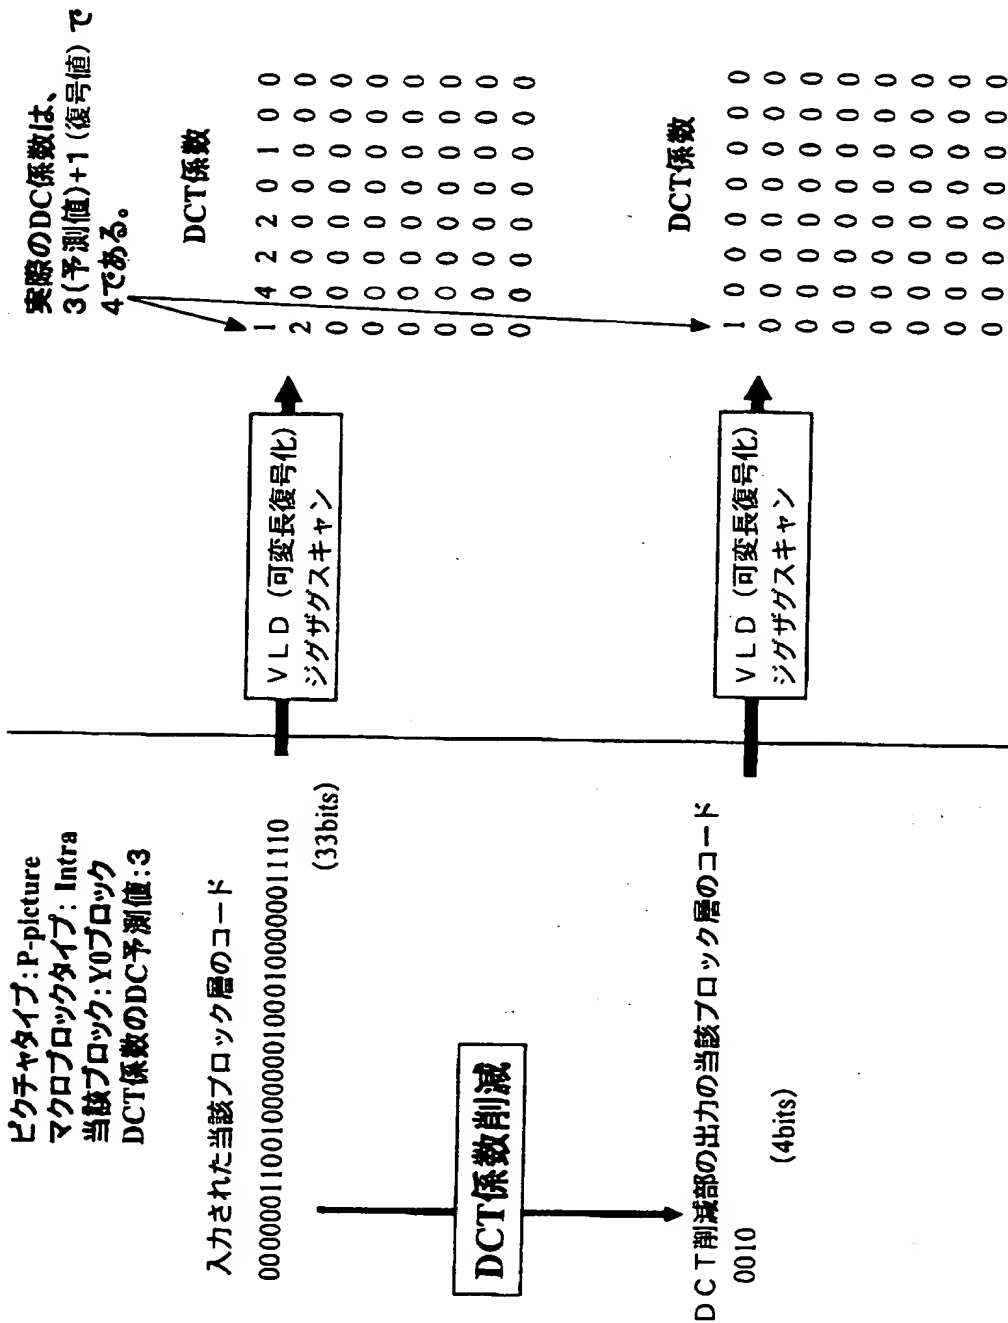 ピクチャタイプ:P-picture
マクロブロックタイプ: Intra
当該ブロック:Y0ブロック
DCT係数のDC予測値:3
入力された当該ブロック層のコード
(33bits)
DCT係数削減
DCT削減部の出力の当該ブロック層のコード
0010
(4bits)
VLD (可変長復号化)
ジグザグスキャン
VLD (可変長復号化)
ジグザグスキャン
実際のDC係数は、
3(予測値)+1(復号値)で
4である。
DCT係数
1 4 2 2 0 1 0 0
2 0 0 0 0 0 0 0
0 0 0 0 0 0 0 0
0 0 0 0 0 0 0 0
0 0 0 0 0 0 0 0
0 0 0 0 0 0 0 0
0 0 0 0 0 0 0 0
0 0 0 0 0 0 0 0
DCT係数
1 0 0 0 0 0 0 0
0 0 0 0 0 0 0 0
0 0 0 0 0 0 0 0
0 0 0 0 0 0 0 0
0 0 0 0 0 0 0 0
0 0 0 0 0 0 0 0
0 0 0 0 0 0 0 0
0 0 0 0 0 0 0 0